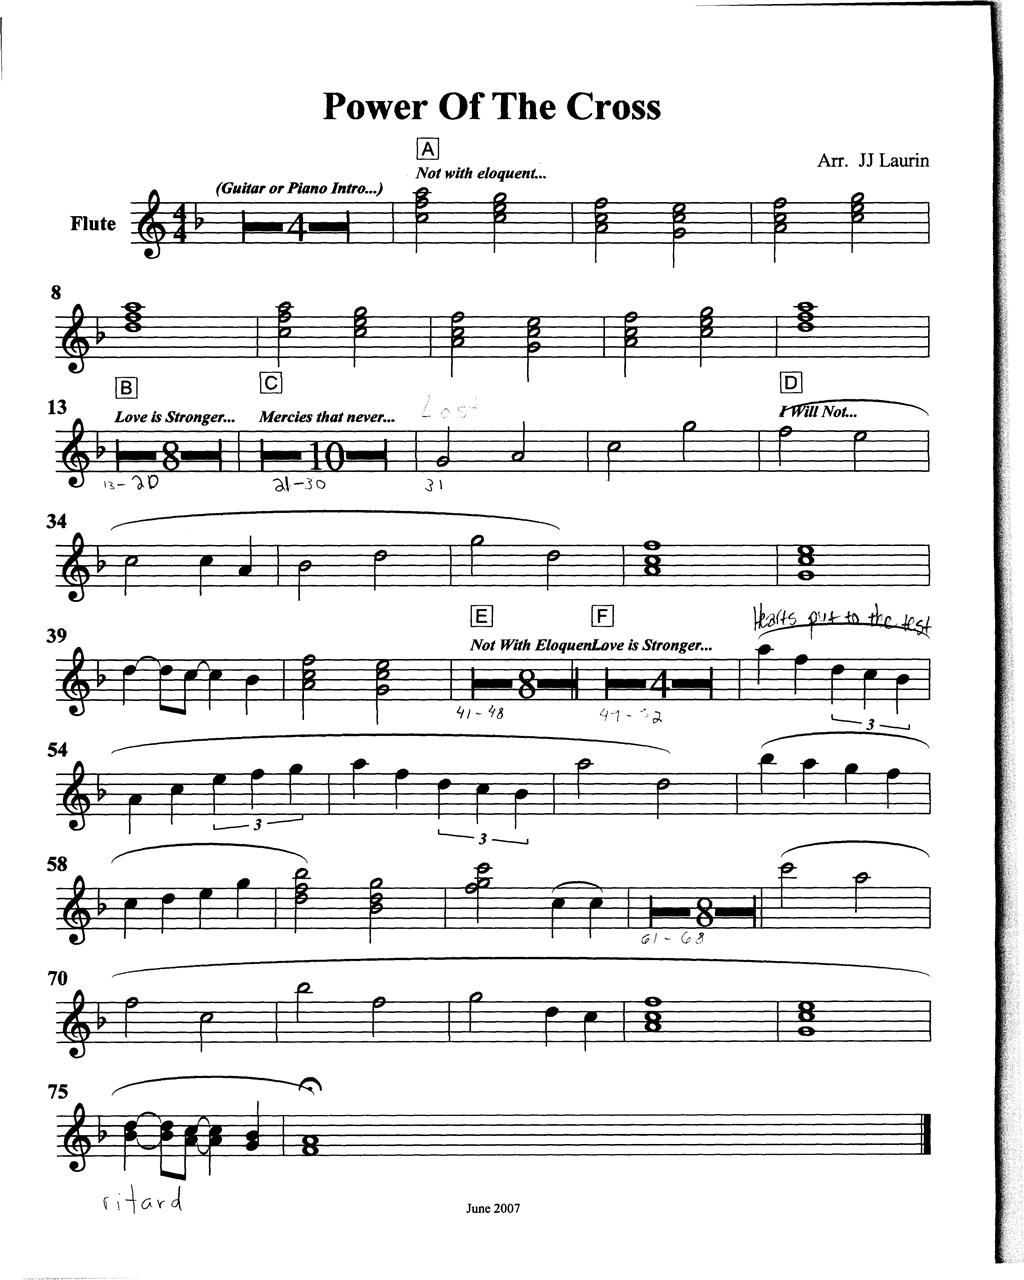 Power Of The Cross
A
Arr. JJ Laurin
Not with eloquent...
(Guitar or Piano Intro...)
Flute
4
8
B
C
D
13
Love is Stronger...
Mercies that never...
Lost
I Will Not...
8
10
13-20
21-30
31
34
Hearts put to the test
E
F
39
Not With Eloquen
Love is Stronger...
8
4
41-48
3
54
3
3
58
8
61-68
70
75
ritard
June 2007